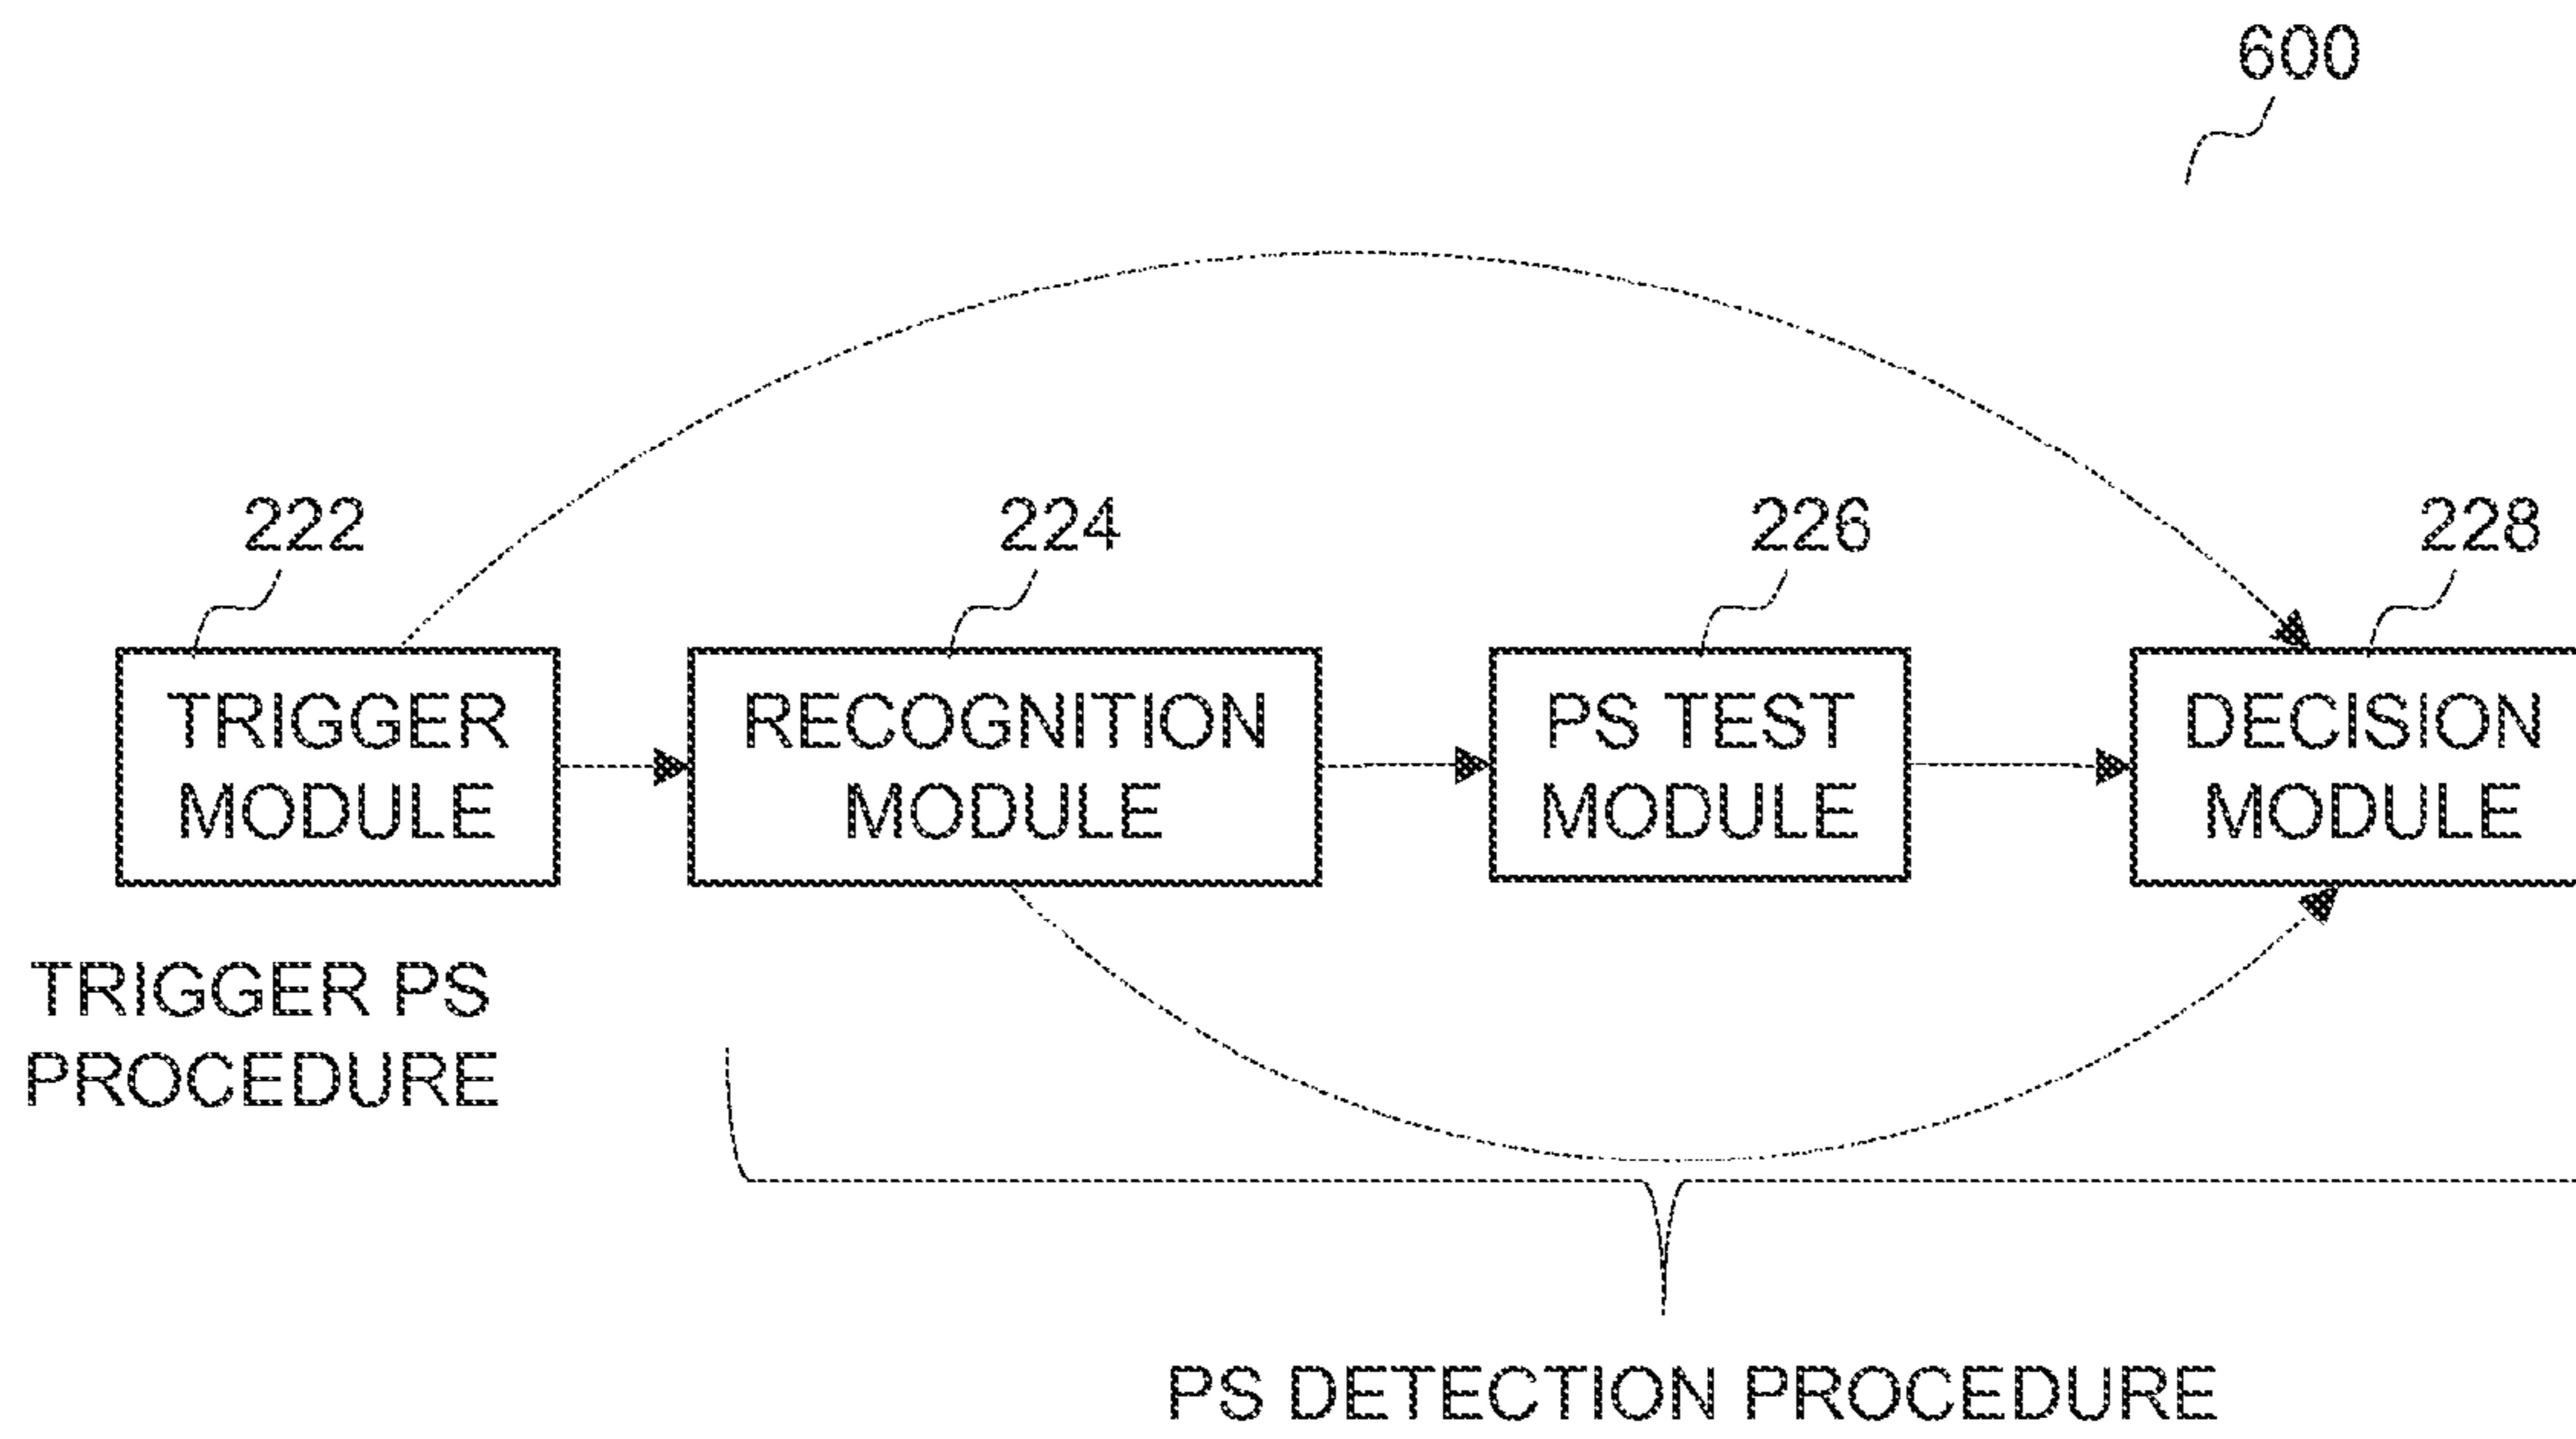 600
222
224
226
228
TRIGGER
MODULE
RECOGNITION
MODULE
PS TEST
MODULE
DECISION
MODULE
TRIGGER PS
PROCEDURE
PS DETECTION PROCEDURE